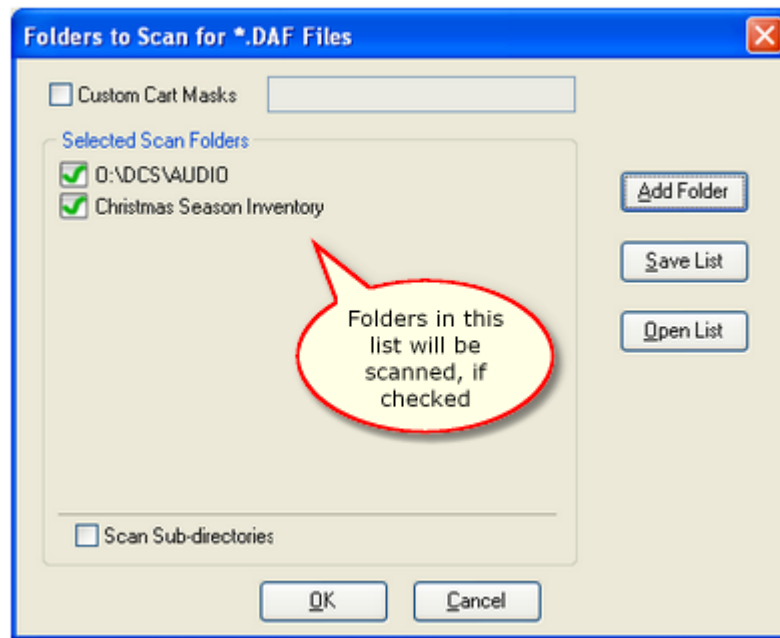 Folders to Scan for *.DAF Files
Custom Cart Masks
Selected Scan Folders
O:\DCS\AUDIO
Christmas Season Inventory
Add Folder
Save List
Open List
Folders in this
list will be
scanned, if
checked
Scan Sub-directories
OK
Cancel